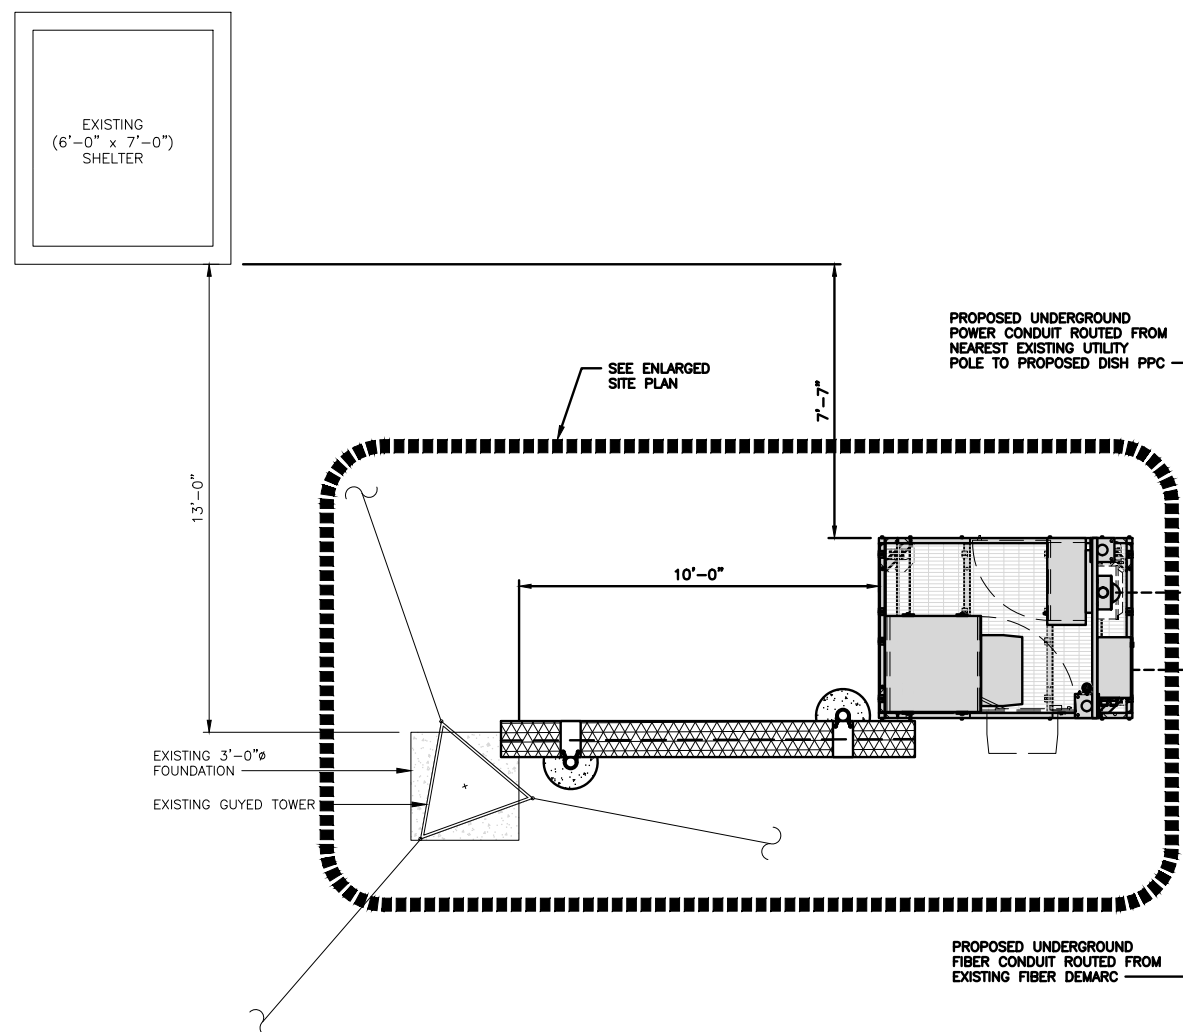 EXISTING
(6'-0" x 7'-0")
SHELTER
PROPOSED UNDERGROUND
POWER CONDUIT ROUTED FROM
NEAREST EXISTING UTILITY
POLE TO PROPOSED DISH PPC
SEE ENLARGED
SITE PLAN
7'-7"
13'-0"
10'-0"
EXISTING 3'-0"ø
FOUNDATION
EXISTING GUYED TOWER
PROPOSED UNDERGROUND
FIBER CONDUIT ROUTED FROM
EXISTING FIBER DEMARC